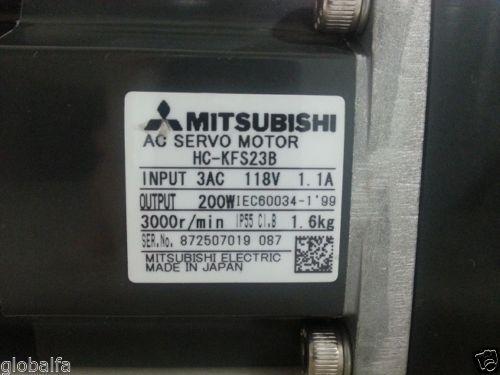 MITSUBISHI
AC SERVO MOTOR
HC-KFS23B
INPUT 3AC 118V 1.1A
OUTPUT 200W IEC60034-1'99
3000r/min IP55 Cl.B 1.6kg
SER.No. 872507019 087
MITSUBISHI ELECTRIC
MADE IN JAPAN
globalfa